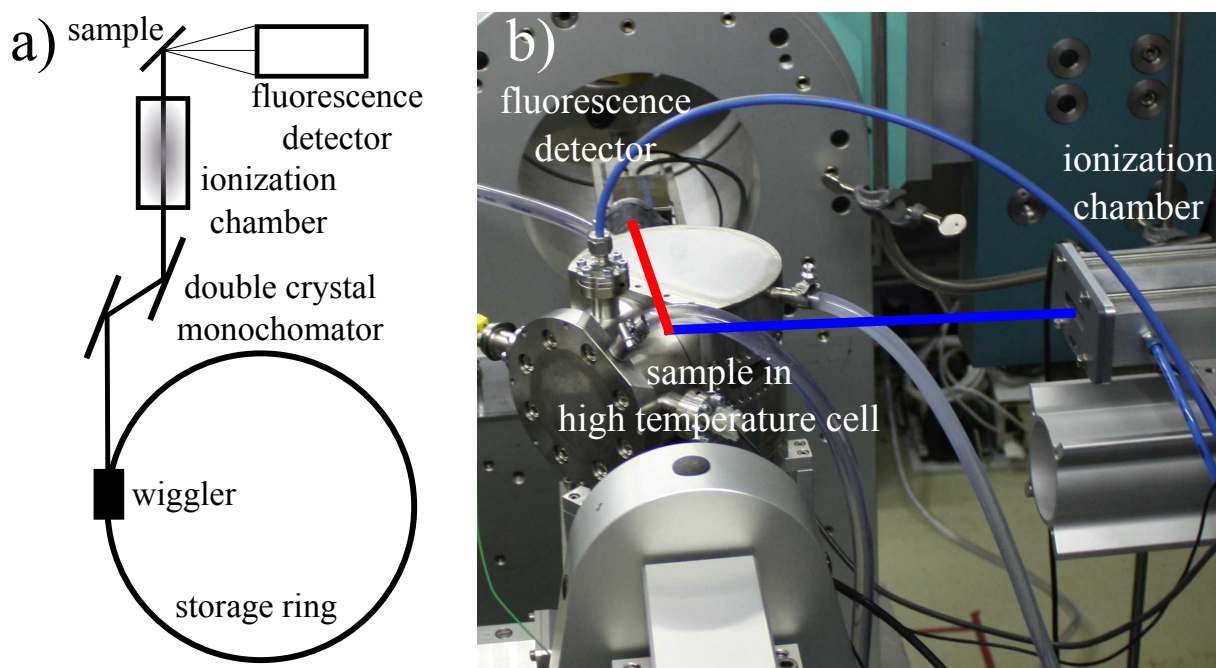 a)
sample
fluorescence
detector
ionization
chamber
double crystal
monochomator
wiggler
storage ring
b)
fluorescence
detector
ionization
chamber
sample in
high temperature cell